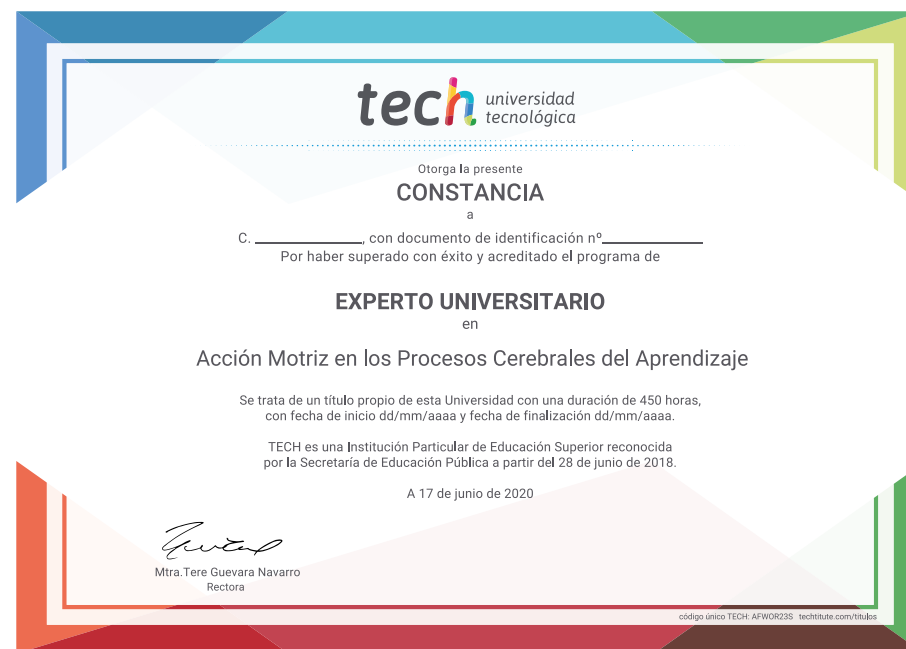 tech universidad
tecnológica
Otorga la presente
CONSTANCIA
a
C. ____________, con documento de identificación nº____________
Por haber superado con éxito y acreditado el programa de
EXPERTO UNIVERSITARIO
en
Acción Motriz en los Procesos Cerebrales del Aprendizaje
Se trata de un título propio de esta Universidad con una duración de 450 horas,
con fecha de inicio dd/mm/aaaa y fecha de finalización dd/mm/aaaa.
TECH es una Institución Particular de Educación Superior reconocida
por la Secretaría de Educación Pública a partir del 28 de junio de 2018.
A 17 de junio de 2020
Mtra.Tere Guevara Navarro
Rectora
código único TECH: AFWOR23S techtitute.com/titulos